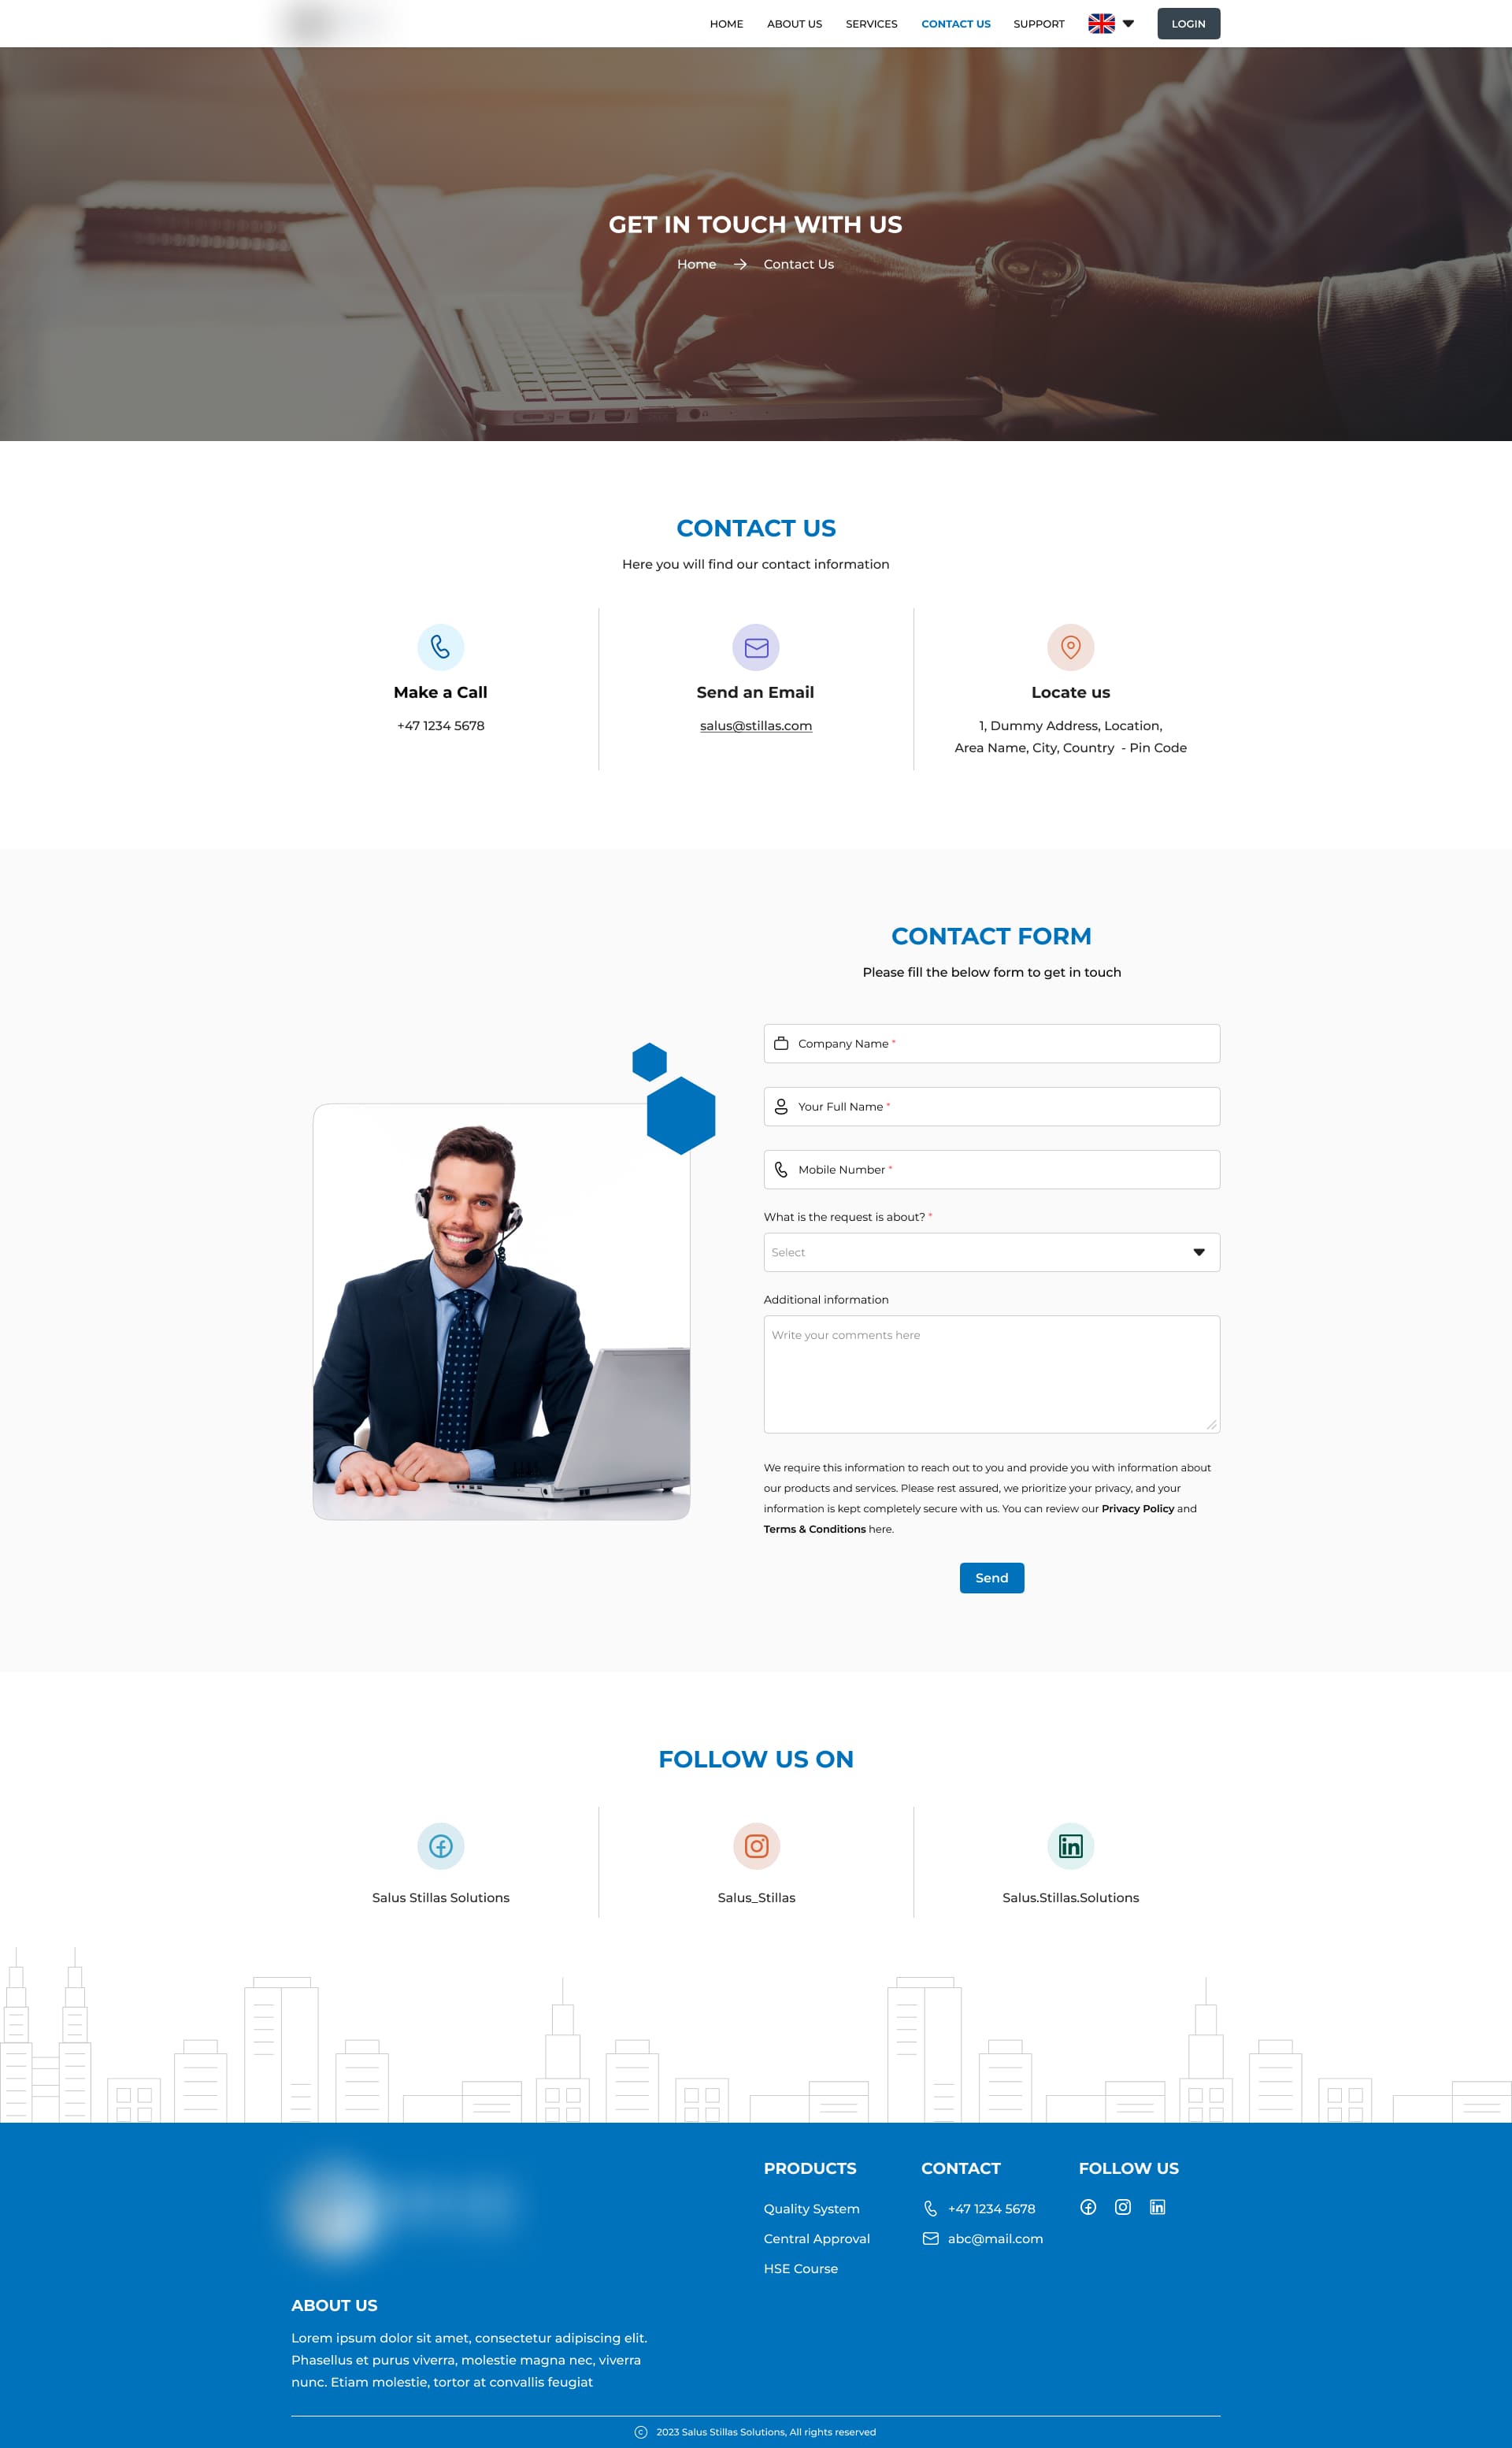 HOME
ABOUT US
SERVICES
CONTACT US
SUPPORT
LOGIN
GET IN TOUCH WITH US
Home
Contact Us
CONTACT US
Here you will find our contact information
Make a Call
+47 1234 5678
Send an Email
salus@stillas.com
Locate us
1, Dummy Address, Location,
Area Name, City, Country - Pin Code
CONTACT FORM
Please fill the below form to get in touch
Company Name *
Your Full Name *
Mobile Number *
What is the request is about? *
Select
Additional information
Write your comments here
We require this information to reach out to you and provide you with information about
our products and services. Please rest assured, we prioritize your privacy, and your
information is kept completely secure with us. You can review our Privacy Policy and
Terms & Conditions here.
Send
FOLLOW US ON
Salus Stillas Solutions
Salus_Stillas
Salus.Stillas.Solutions
PRODUCTS
Quality System
Central Approval
HSE Course
CONTACT
+47 1234 5678
abc@mail.com
FOLLOW US
ABOUT US
Lorem ipsum dolor sit amet, consectetur adipiscing elit.
Phasellus et purus viverra, molestie magna nec, viverra
nunc. Etiam molestie, tortor at convallis feugiat
© 2023 Salus Stillas Solutions, All rights reserved